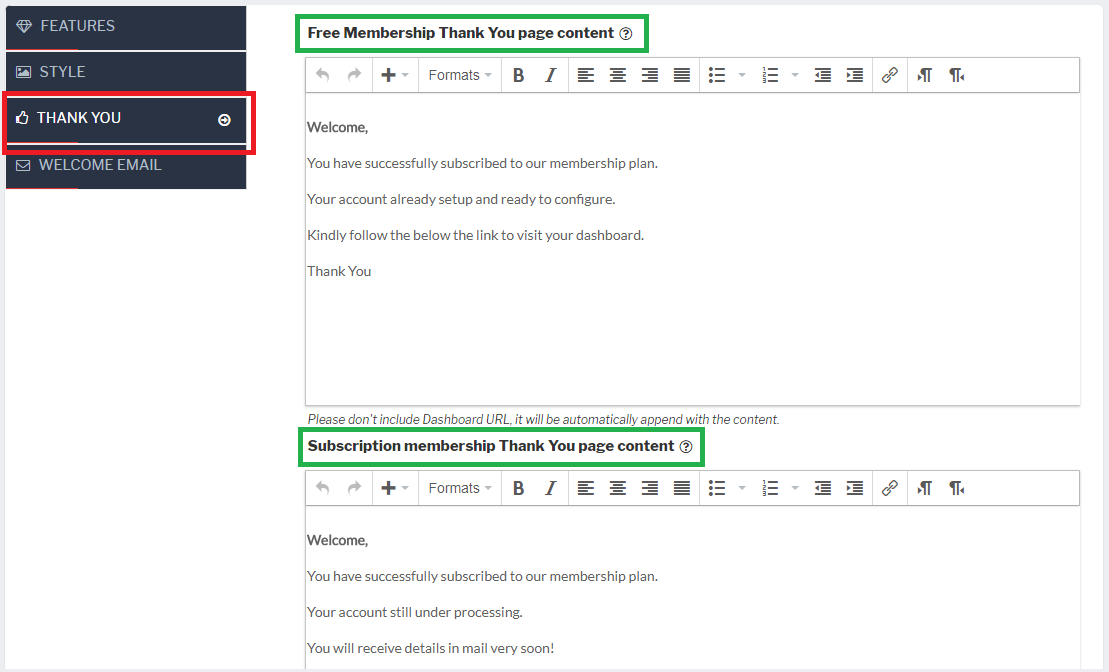 FEATURES
STYLE
THANK YOU
WELCOME EMAIL
Free Membership Thank You page content
Formats B I
Welcome,
You have successfully subscribed to our membership plan.
Your account already setup and ready to configure.
Kindly follow the below the link to visit your dashboard.
Thank You
Please don't include Dashboard URL, it will be automatically append with the content.
Subscription membership Thank You page content
Formats B I
Welcome,
You have successfully subscribed to our membership plan.
Your account still under processing.
You will receive details in mail very soon!